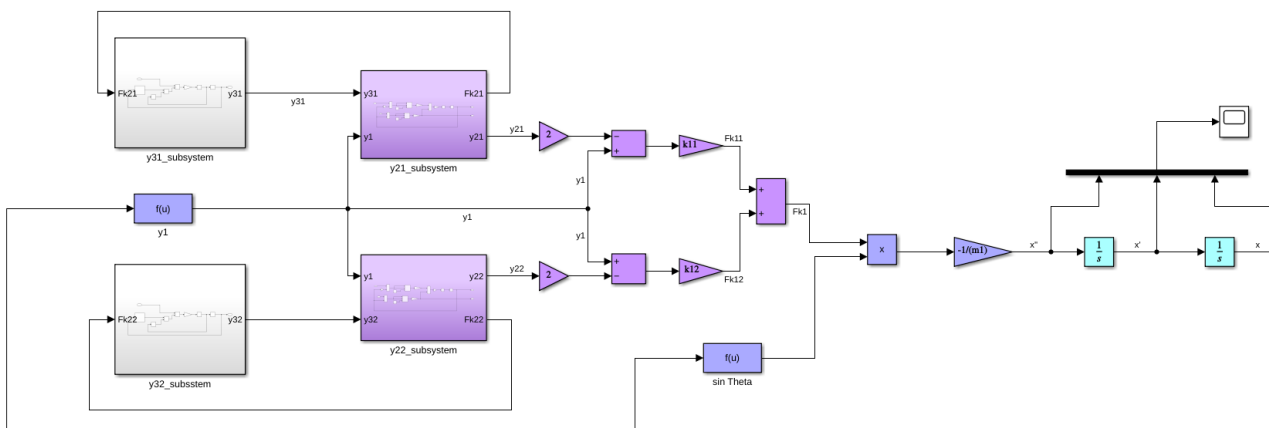 Fk21
y31
y31_subsystem
y31
y31
y1
Fk21
y21
y21_subsystem
y21
2
−
+
k11
Fk11
f(u)
y1
y1
y1
y1
+
+
Fk1
x
-1/(m1)
x''
1
s
x'
1
s
x
Fk22
y32
y32_subsstem
y1
y32
y22
Fk22
y22_subsystem
y22
2
+
−
k12
Fk12
f(u)
sin Theta